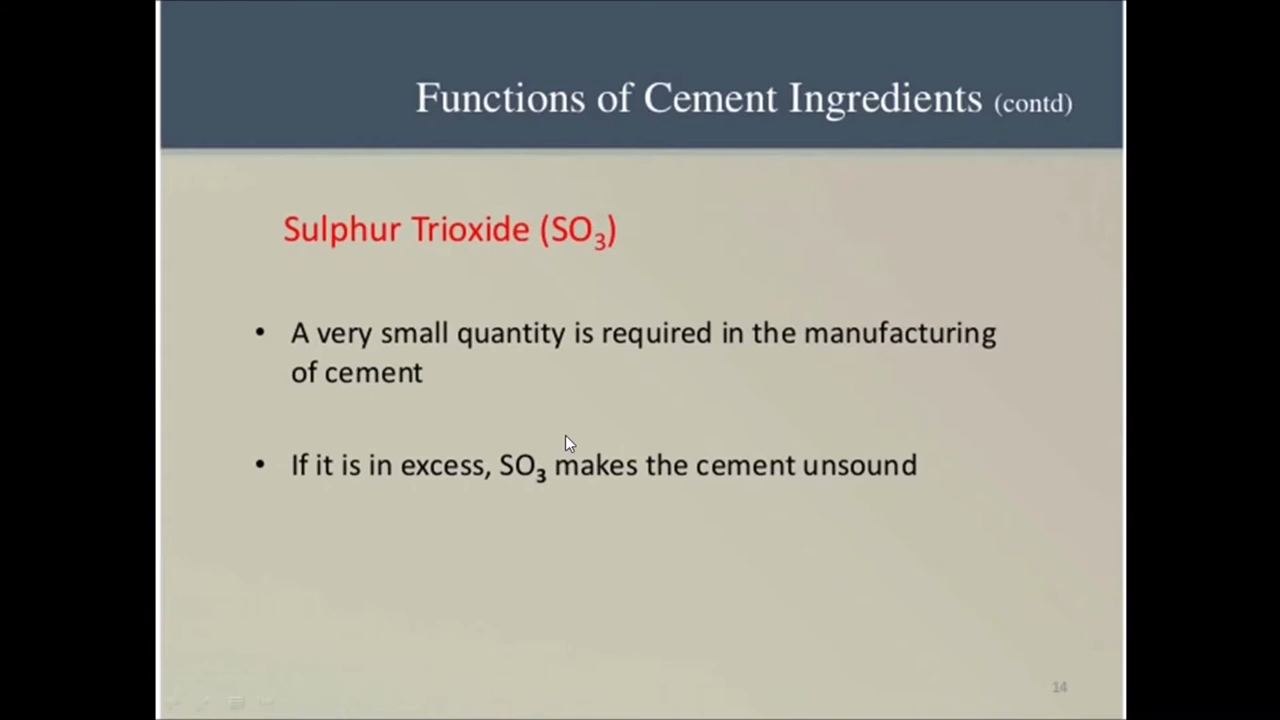 Functions of Cement Ingredients (contd)
Sulphur Trioxide (SO₃)
• A very small quantity is required in the manufacturing
of cement
• If it is in excess, SO₃ makes the cement unsound
14